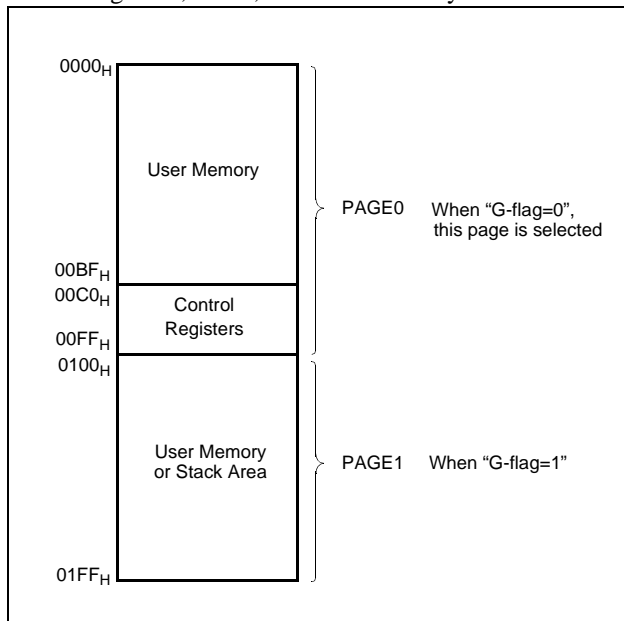 0000H
User Memory
PAGE0 When “G-flag=0”,
this page is selected
00BFH
00C0H
Control
Registers
00FFH
0100H
User Memory
or Stack Area
PAGE1 When “G-flag=1”
01FFH